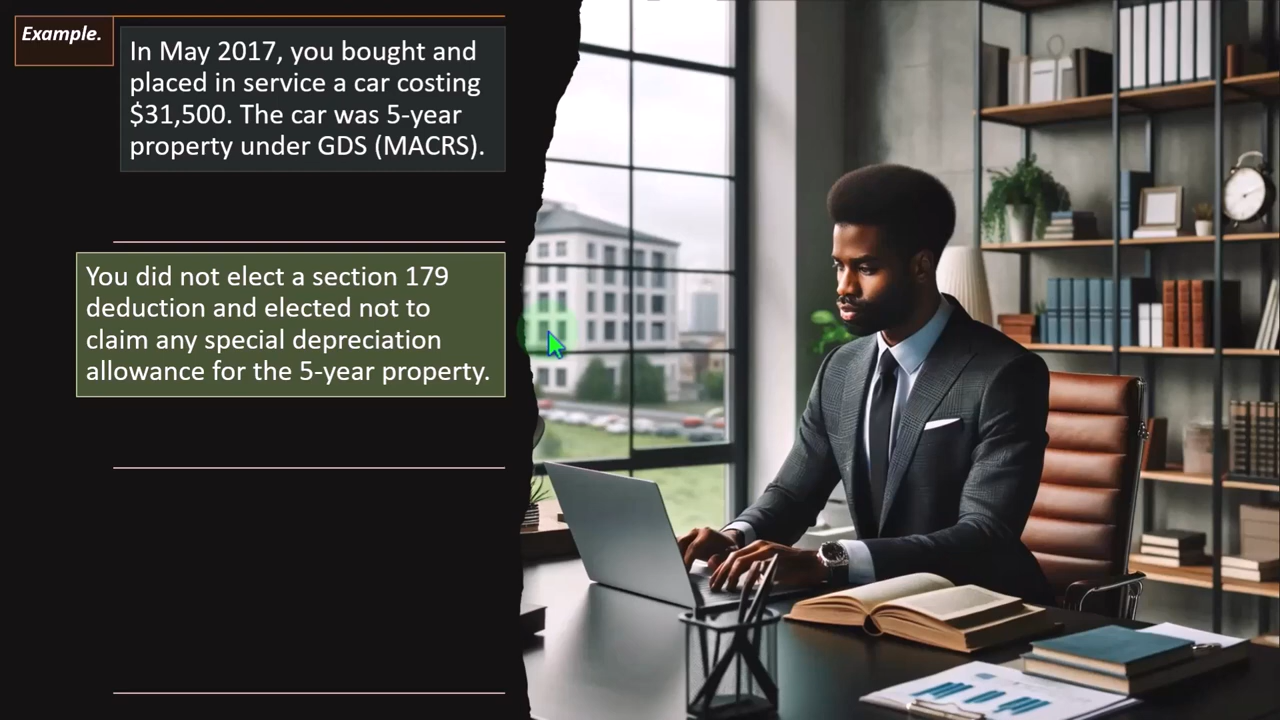 Example.
In May 2017, you bought and
placed in service a car costing
$31,500. The car was 5-year
property under GDS (MACRS).
You did not elect a section 179
deduction and elected not to
claim any special depreciation
allowance for the 5-year property.